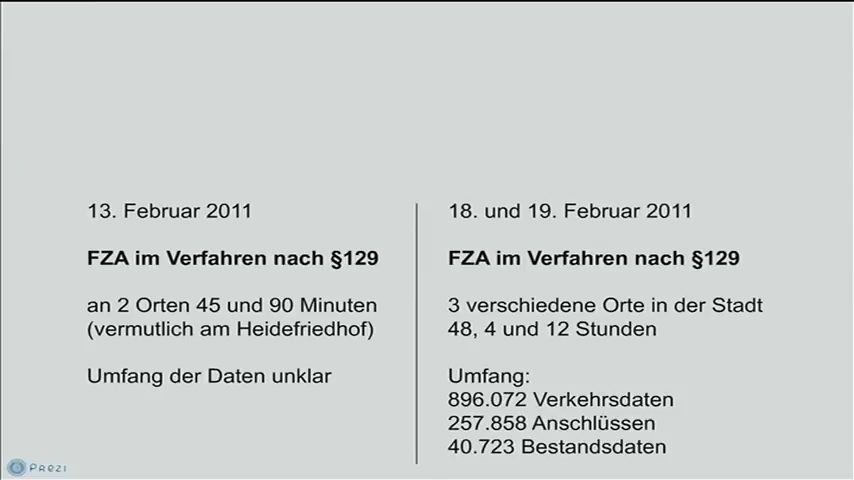 13. Februar 2011
FZA im Verfahren nach §129
an 2 Orten 45 und 90 Minuten
(vermutlich am Heidefriedhof)
Umfang der Daten unklar
18. und 19. Februar 2011
FZA im Verfahren nach §129
3 verschiedene Orte in der Stadt
48, 4 und 12 Stunden
Umfang:
896.072 Verkehrsdaten
257.858 Anschlüssen
40.723 Bestandsdaten
Prezi